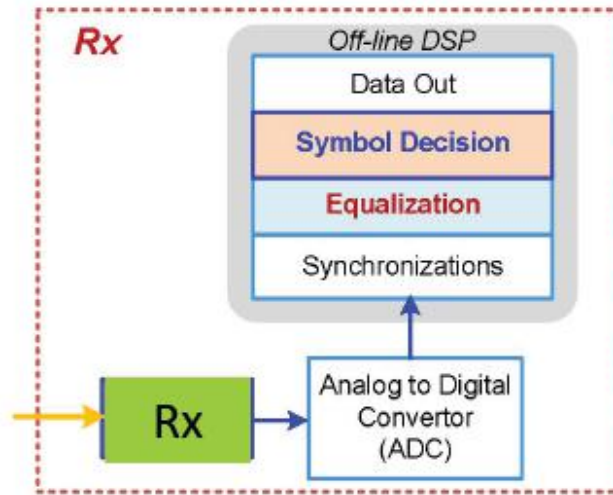 Rx
Off-line DSP
Data Out
Symbol Decision
Equalization
Synchronizations
Rx
Analog to Digital
Convertor
(ADC)